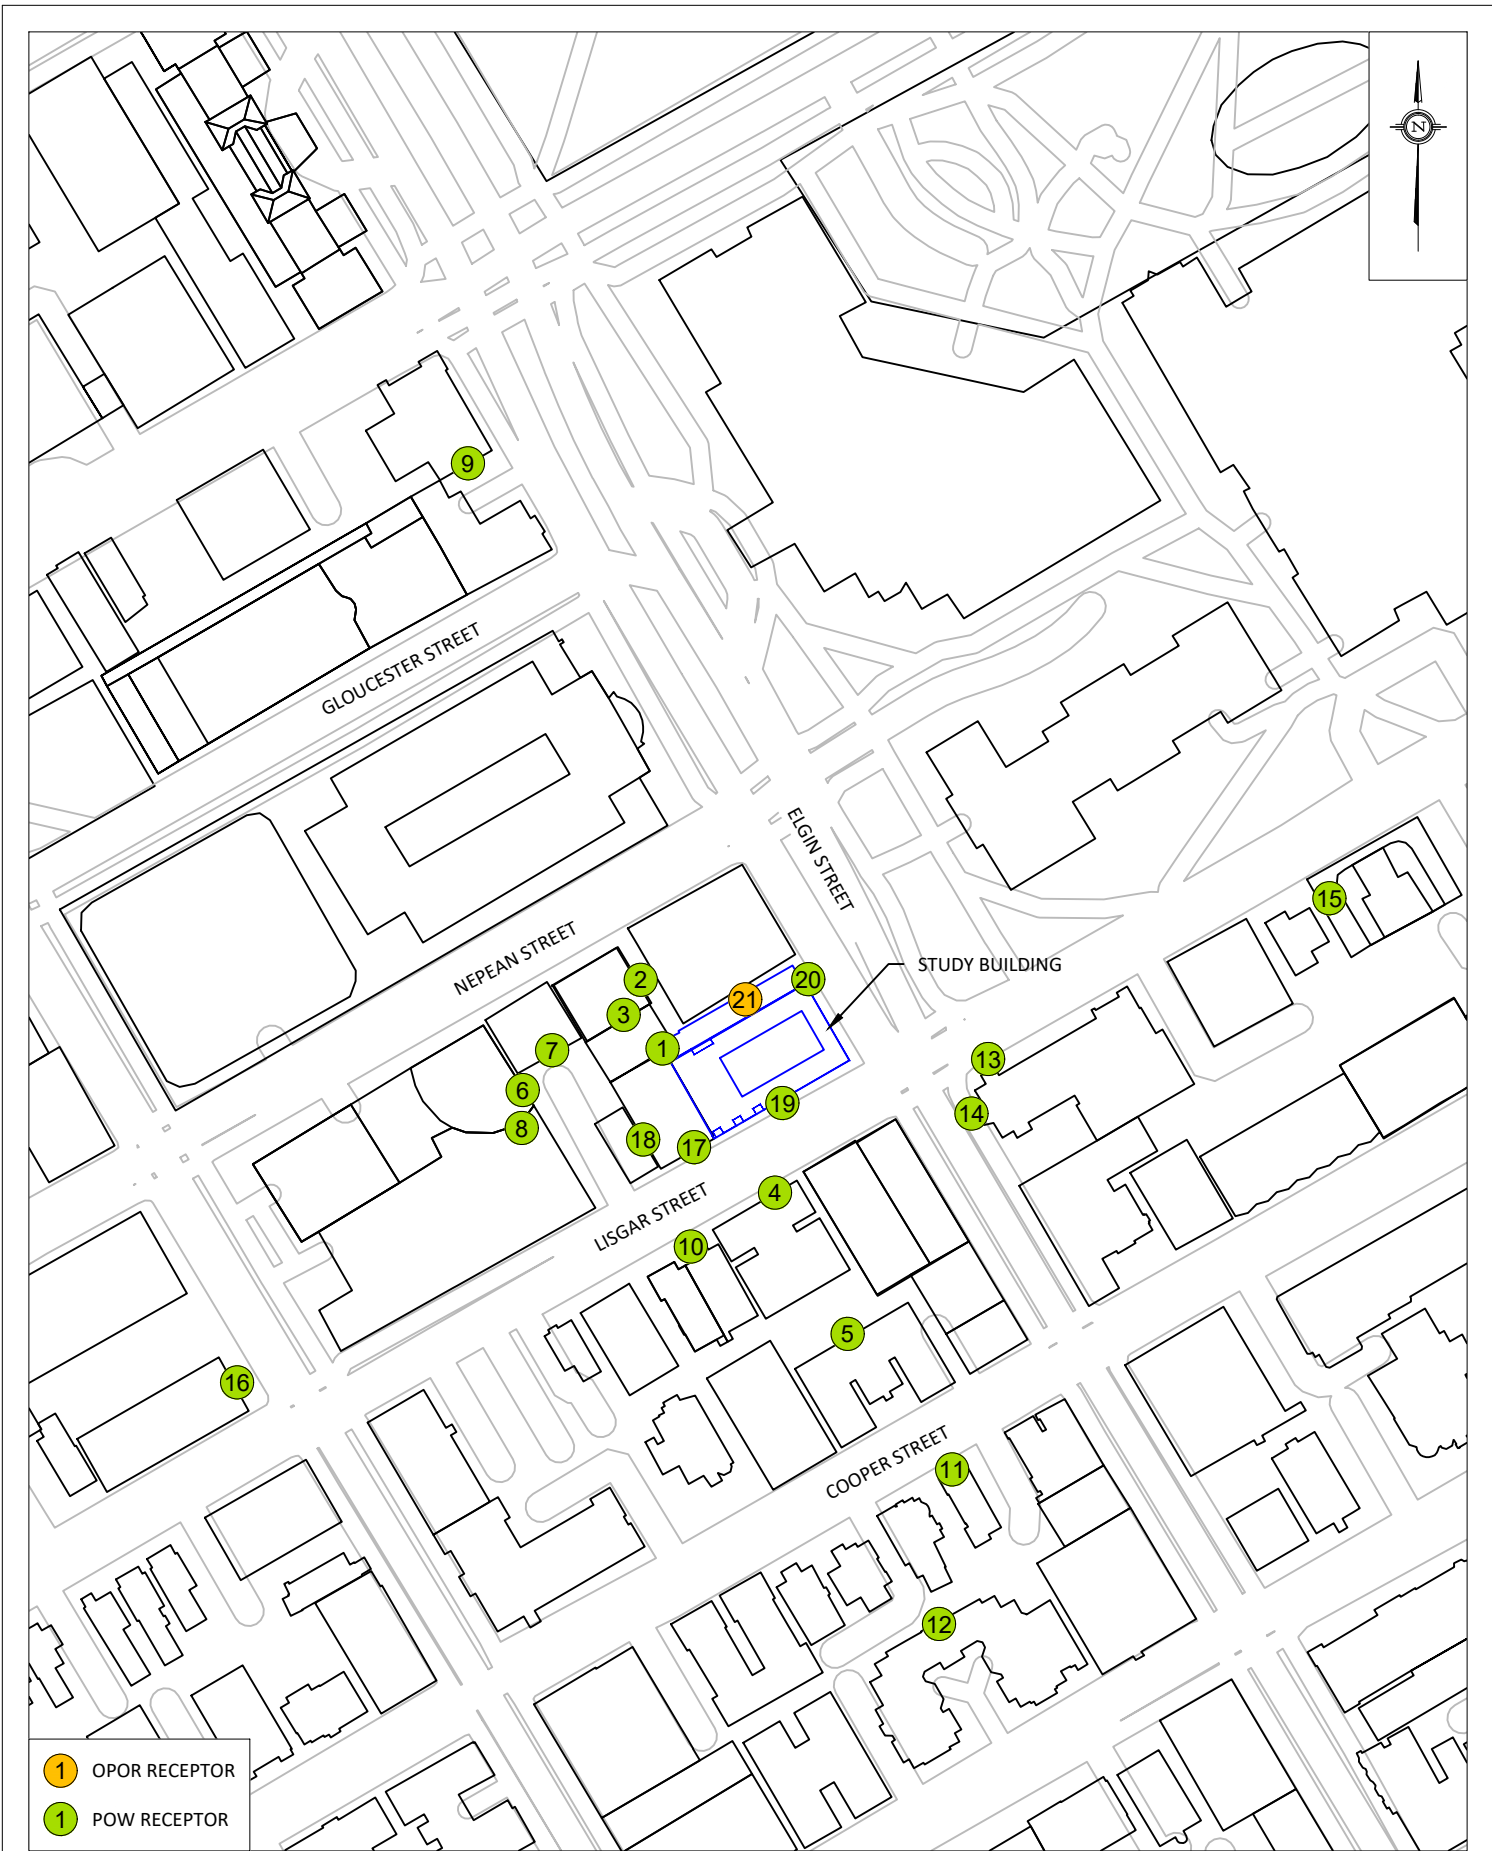 N
9
GLOUCESTER STREET
ELGIN STREET
15
NEPEAN STREET
STUDY BUILDING
2
20
21
3
1
7
13
6
19
14
8
18
17
4
LISGAR STREET
10
5
16
COOPER STREET
11
12
1 OPOR RECEPTOR
1 POW RECEPTOR